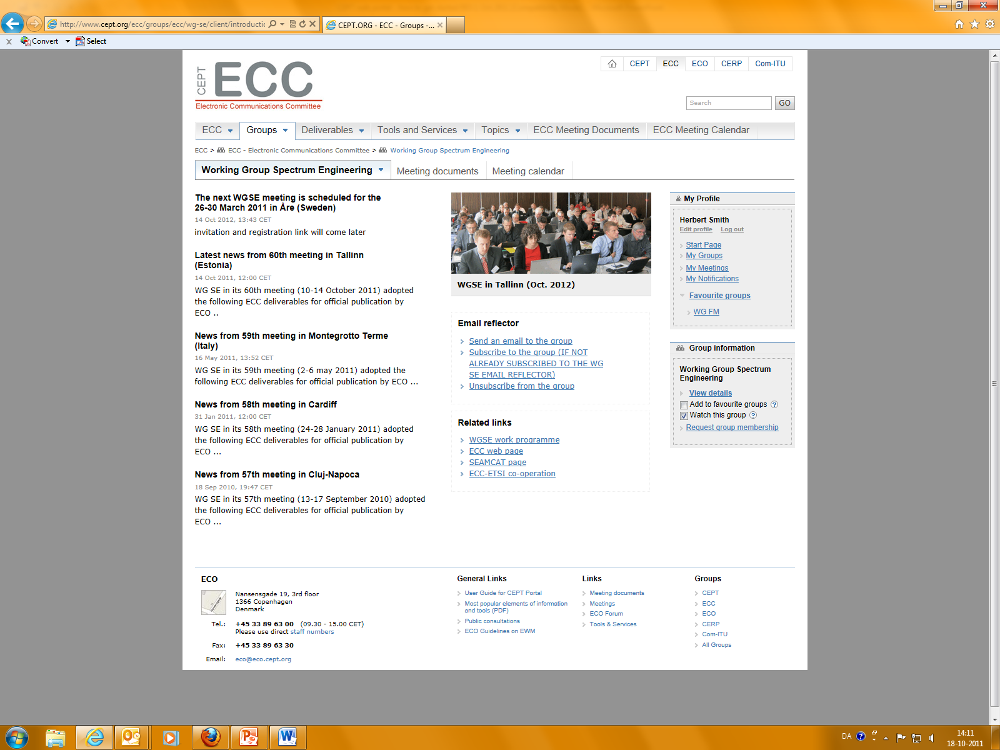 http://www.cept.org/ecc/groups/ecc/wg-se/client/introductic
CEPT.ORG - ECC - Groups -...
x Convert Select
CEPT ECC
Electronic Communications Committee
CEPT ECC ECO CERP Com-ITU
Search GO
ECC Groups Deliverables Tools and Services Topics ECC Meeting Documents ECC Meeting Calendar
ECC > ECC - Electronic Communications Committee > Working Group Spectrum Engineering
Working Group Spectrum Engineering Meeting documents Meeting calendar
The next WGSE meeting is scheduled for the
26-30 March 2011 in Åre (Sweden)
14 Oct 2012, 13:43 CET
invitation and registration link will come later
Latest news from 60th meeting in Tallinn
(Estonia)
14 Oct 2011, 12:00 CET
WG SE in its 60th meeting (10-14 October 2011) adopted
the following ECC deliverables for official publication by
ECO ..
News from 59th meeting in Montegrotto Terme
(Italy)
16 May 2011, 13:52 CET
WG SE in its 59th meeting (2-6 may 2011) adopted the
following ECC deliverables for official publication by ECO ...
News from 58th meeting in Cardiff
31 Jan 2011, 12:00 CET
WG SE in its 58th meeting (24-28 January 2011) adopted
the following ECC deliverables for official publication by
ECO ...
News from 57th meeting in Cluj-Napoca
18 Sep 2010, 19:47 CET
WG SE in its 57th meeting (13-17 September 2010) adopted
the following ECC deliverables for official publication by
ECO ...
WGSE in Tallinn (Oct. 2012)
Email reflector
Send an email to the group
Subscribe to the group (IF NOT
ALREADY SUBSCRIBED TO THE WG
SE EMAIL REFLECTOR)
Unsubscribe from the group
Related links
WGSE work programme
ECC web page
SEAMCAT page
ECC-ETSI co-operation
My Profile
Herbert Smith
Edit profile Log out
Start Page
My Groups
My Meetings
My Notifications
Favourite groups
WG FM
Group information
Working Group Spectrum
Engineering
View details
Add to favourite groups ?
Watch this group ?
Request group membership
ECO
Nansensgade 19, 3rd floor
1366 Copenhagen
Denmark
Tel.: +45 33 89 63 00 (09.30 - 15.00 CET)
Please use direct staff numbers
Fax: +45 33 89 63 30
Email: eco@eco.cept.org
General Links
User Guide for CEPT Portal
Most popular elements of information
and tools (PDF)
Public consultations
ECO Guidelines on EWM
Links
Meeting documents
Meetings
ECO Forum
Tools & Services
Groups
CEPT
ECC
ECO
CERP
Com-ITU
All Groups
DA
14:11
18-10-2011